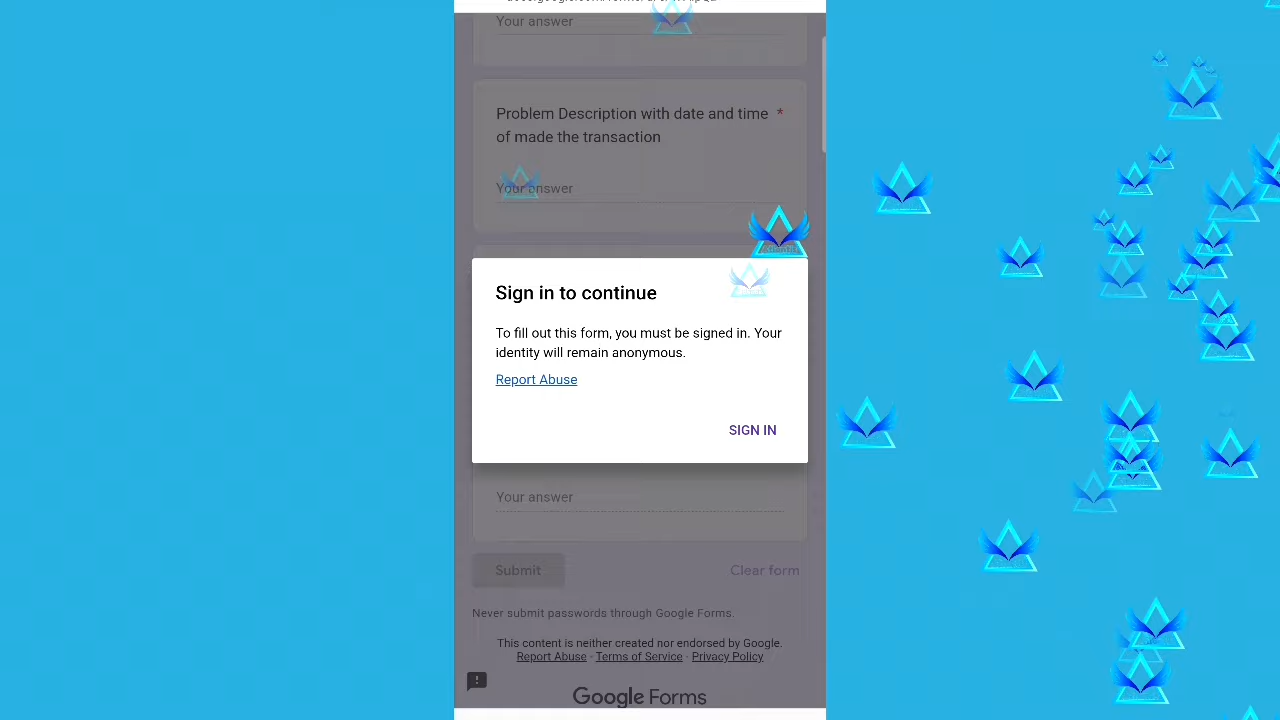 Your answer
Problem Description with date and time *
of made the transaction
Your answer
Sign in to continue
To fill out this form, you must be signed in. Your
identity will remain anonymous.
Report Abuse
SIGN IN
Your answer
Submit Clear form
Never submit passwords through Google Forms.
This content is neither created nor endorsed by Google.
Report Abuse · Terms of Service · Privacy Policy
Google Forms